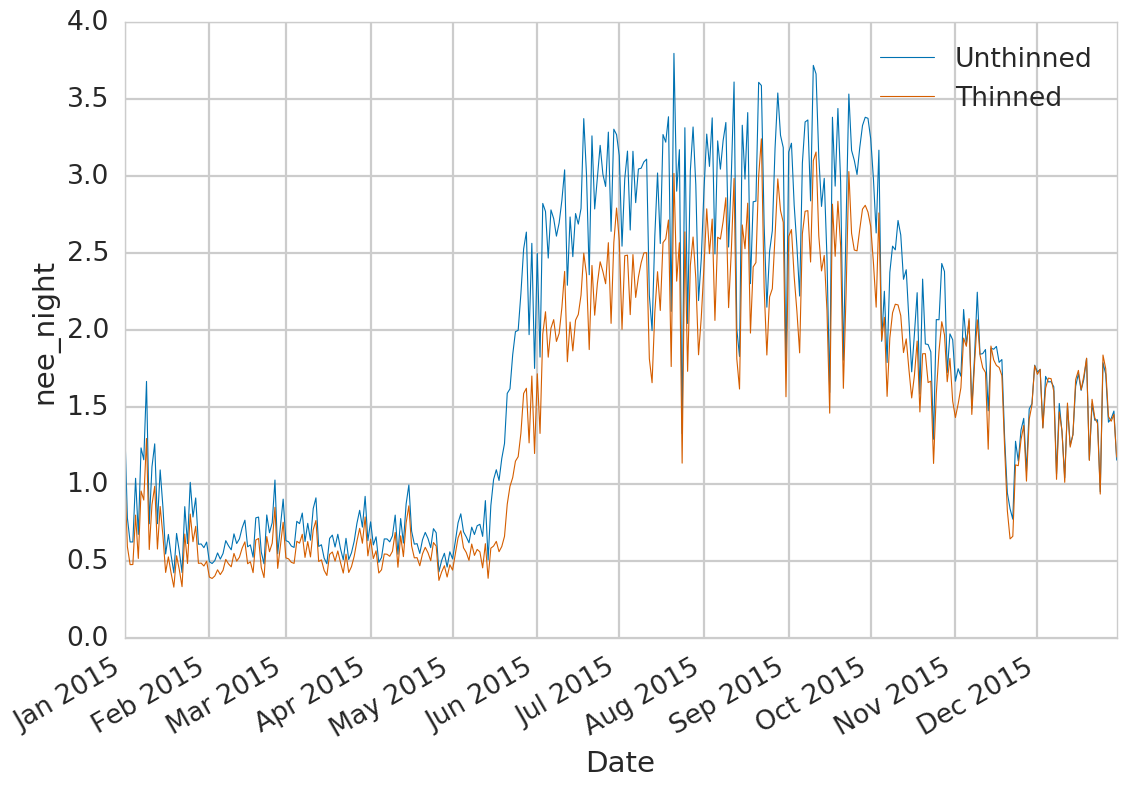 4.0
3.5
3.0
2.5
2.0
1.5
1.0
0.5
0.0
nee_night
Unthinned
Thinned
Jan 2015
Feb 2015
Mar 2015
Apr 2015
May 2015
Jun 2015
Jul 2015
Aug 2015
Sep 2015
Oct 2015
Nov 2015
Dec 2015
Date